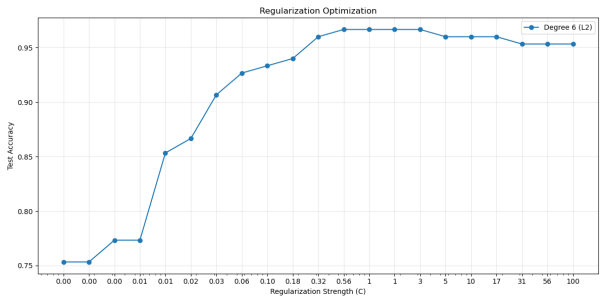 Regularization Optimization
Degree 6 (L2)
Test Accuracy
0.95
0.90
0.85
0.80
0.75
0.00 0.00 0.00 0.01 0.01 0.02 0.03 0.06 0.10 0.18 0.32 0.56 1 1 3 5 10 17 31 56 100
Regularization Strength (C)